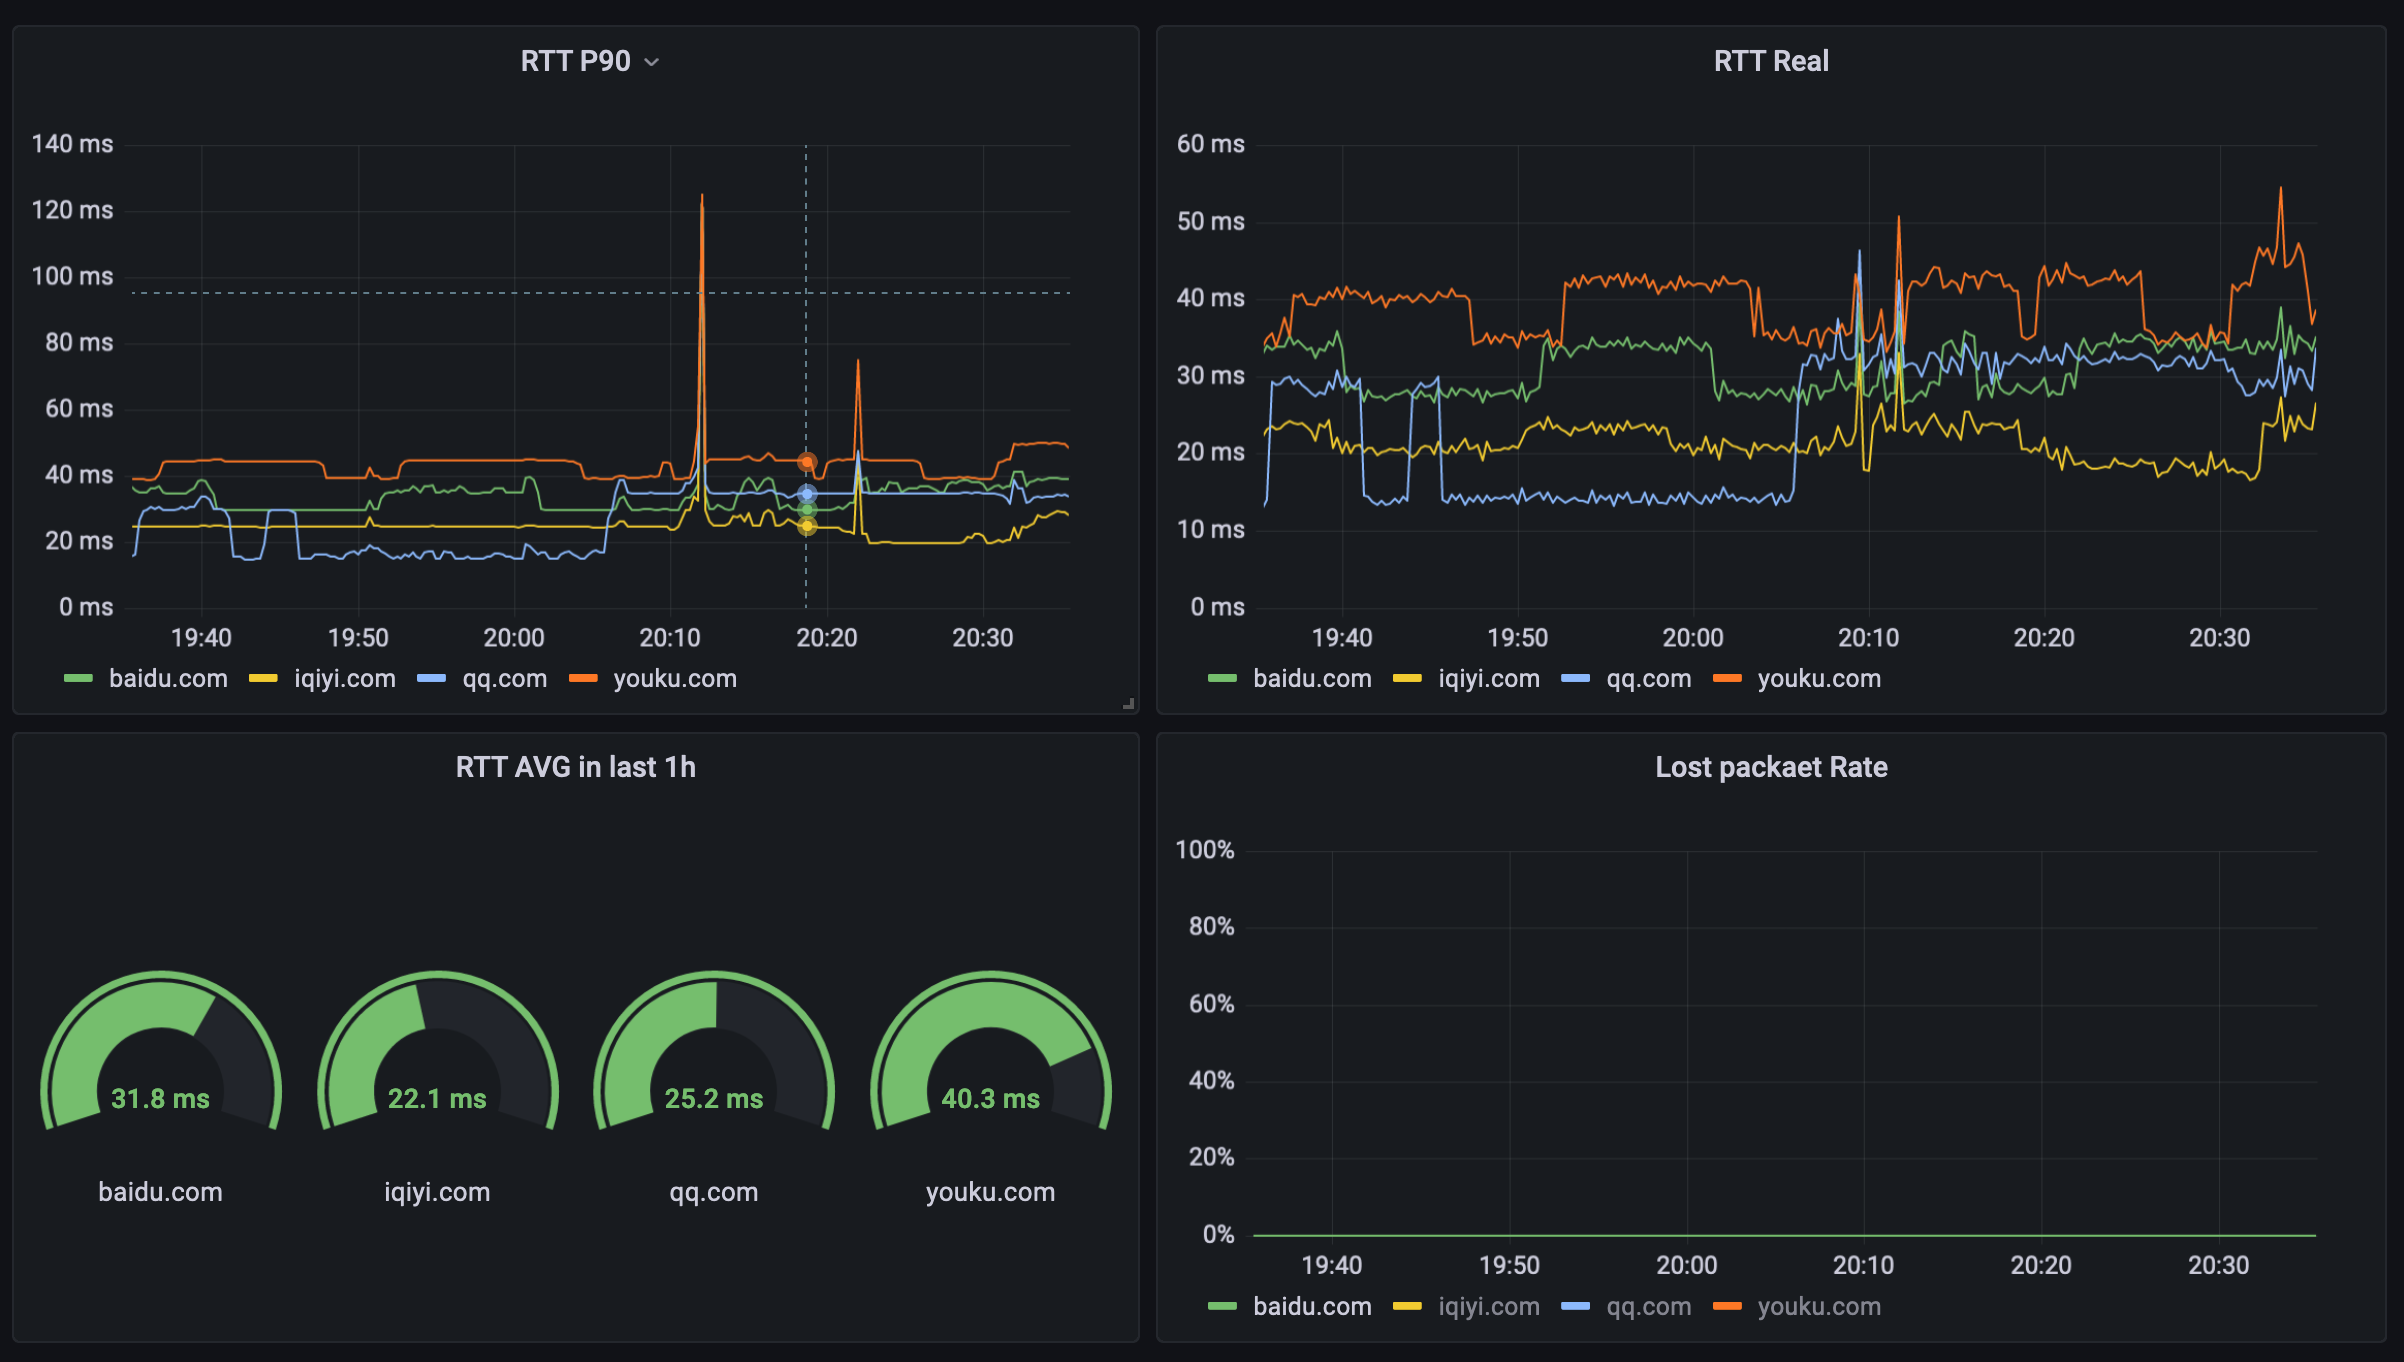 RTT P90
140 ms
120 ms
100 ms
80 ms
60 ms
40 ms
20 ms
0 ms
19:40 19:50 20:00 20:10 20:20 20:30
baidu.com iqiyi.com qq.com youku.com
RTT Real
60 ms
50 ms
40 ms
30 ms
20 ms
10 ms
0 ms
19:40 19:50 20:00 20:10 20:20 20:30
baidu.com iqiyi.com qq.com youku.com
RTT AVG in last 1h
31.8 ms 22.1 ms 25.2 ms 40.3 ms
baidu.com iqiyi.com qq.com youku.com
Lost packaet Rate
100%
80%
60%
40%
20%
0%
19:40 19:50 20:00 20:10 20:20 20:30
baidu.com iqiyi.com qq.com youku.com